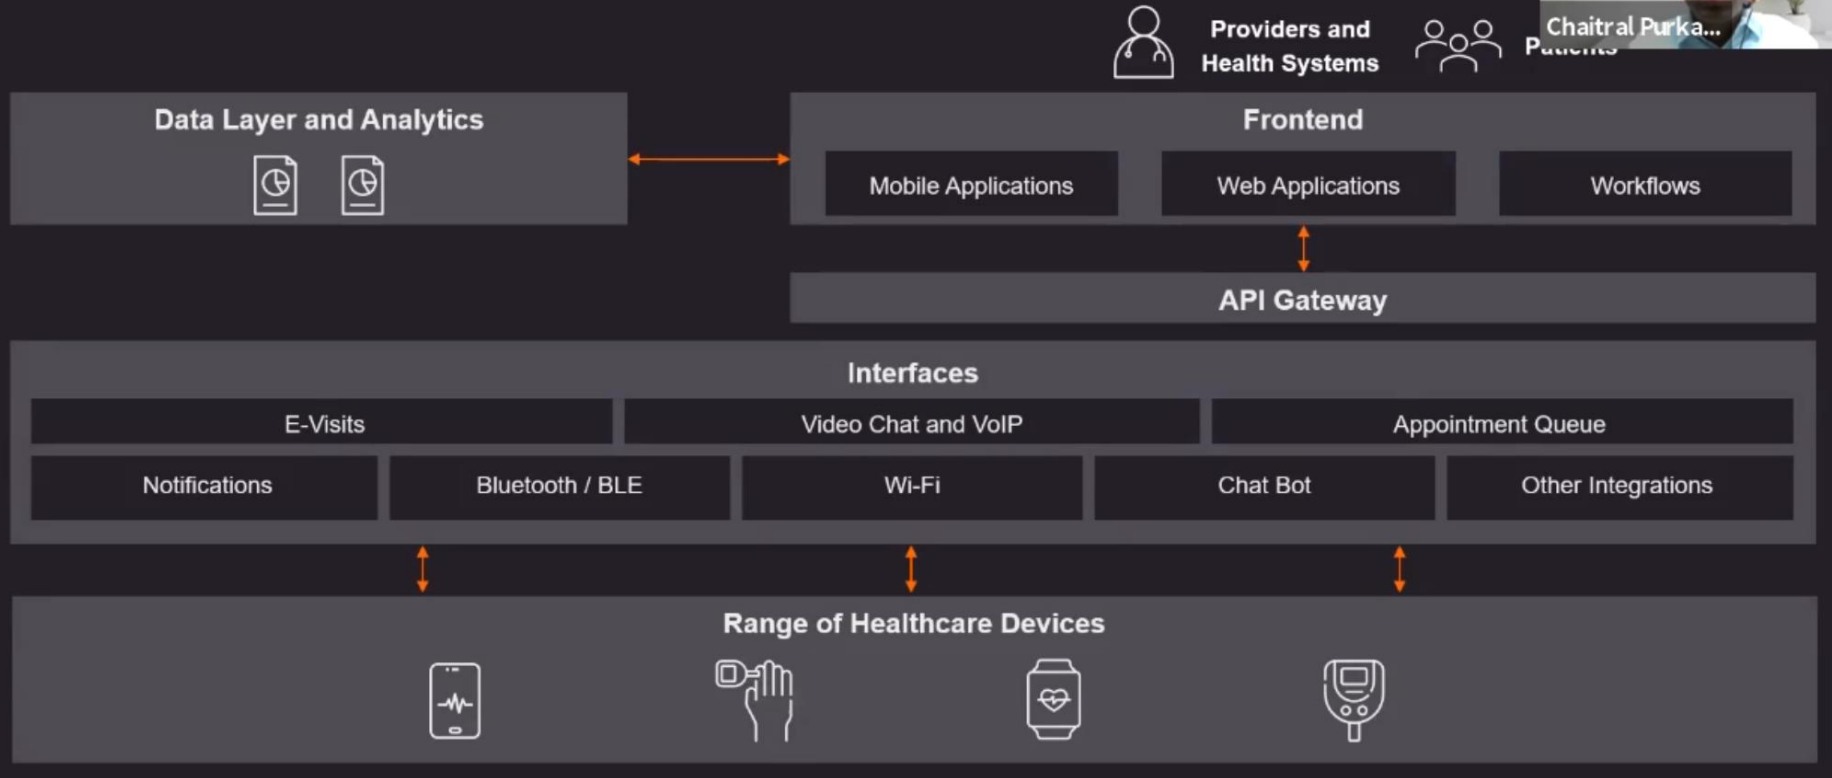 Providers and
Health Systems
Patients
Chaitral Purka...
Data Layer and Analytics
Frontend
Mobile Applications
Web Applications
Workflows
API Gateway
Interfaces
E-Visits
Video Chat and VoIP
Appointment Queue
Notifications
Bluetooth / BLE
Wi-Fi
Chat Bot
Other Integrations
Range of Healthcare Devices